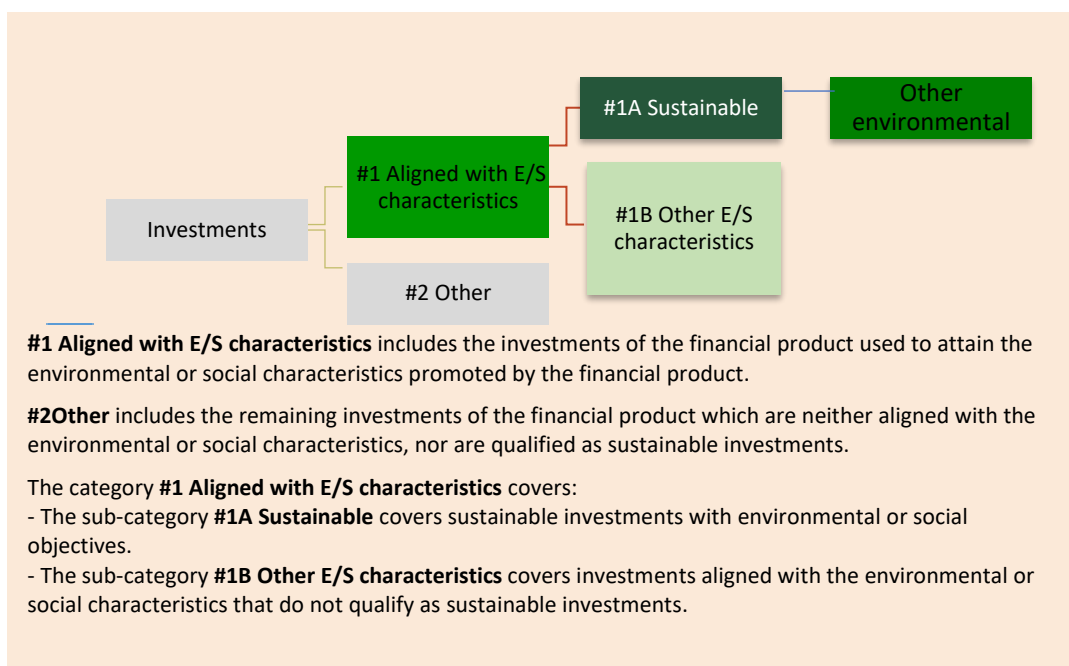 Other
environmental
#1A Sustainable
#1 Aligned with E/S
characteristics
#1B Other E/S
characteristics
Investments
#2 Other
#1 Aligned with E/S characteristics includes the investments of the financial product used to attain the
environmental or social characteristics promoted by the financial product.
#2Other includes the remaining investments of the financial product which are neither aligned with the
environmental or social characteristics, nor are qualified as sustainable investments.
The category #1 Aligned with E/S characteristics covers:
- The sub-category #1A Sustainable covers sustainable investments with environmental or social
objectives.
- The sub-category #1B Other E/S characteristics covers investments aligned with the environmental or
social characteristics that do not qualify as sustainable investments.